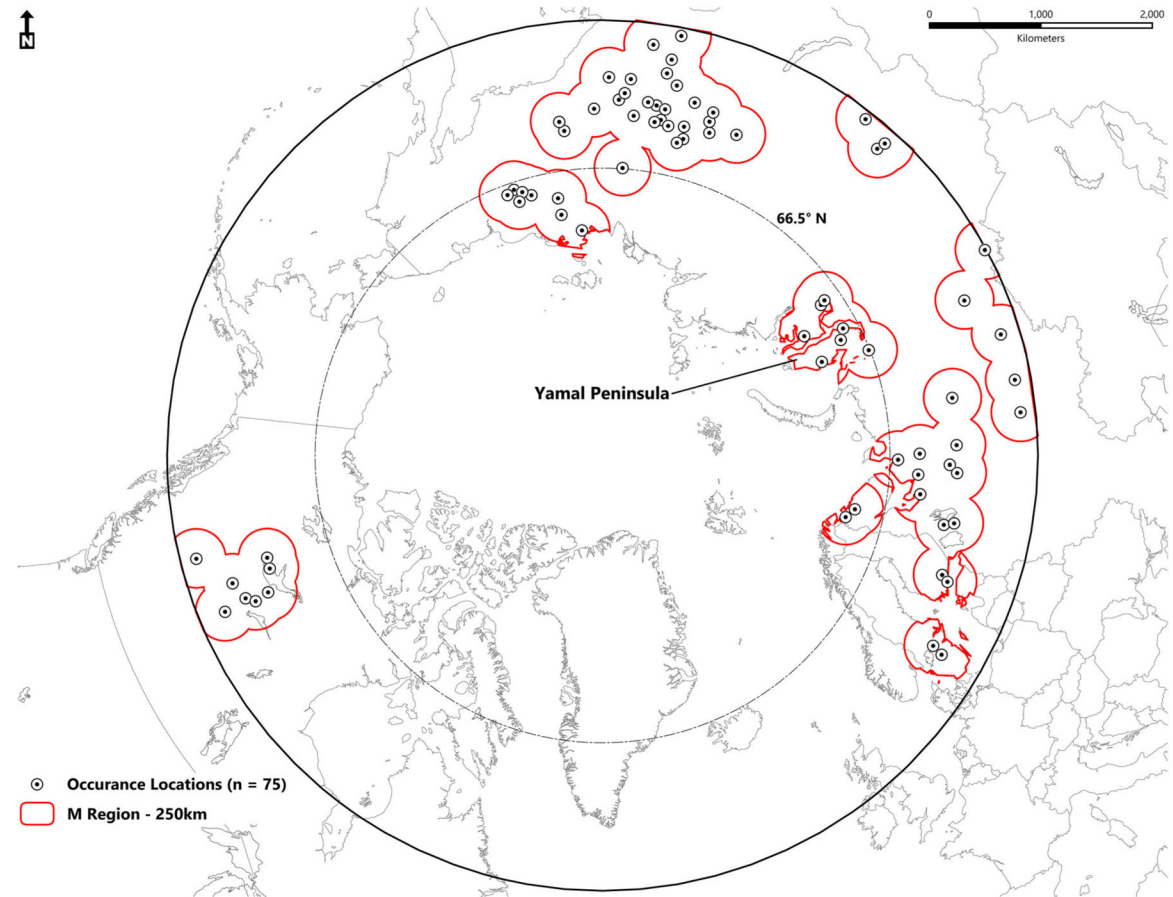 N
0 1,000 2,000
Kilometers
66.5° N
Yamal Peninsula
Occurance Locations (n = 75)
M Region - 250km